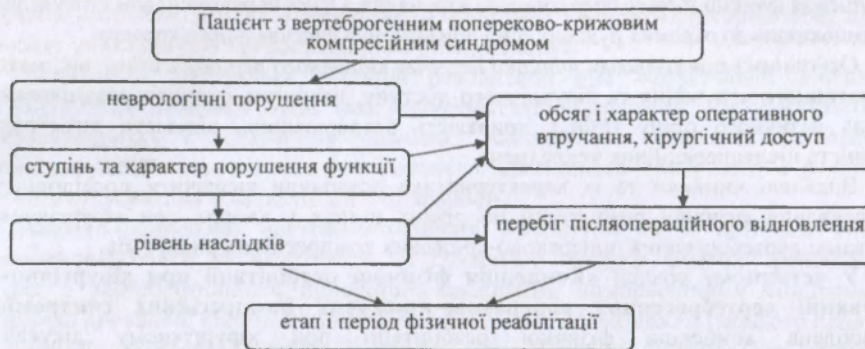 Пацієнт з вертеброгенним попереково-крижовим
компресійним синдромом
неврологічні порушення
обсяг і характер оперативного
втручання, хірургічний доступ
ступінь та характер порушення функції
рівень наслідків
перебіг післяопераційного відновлення
етап і період фізичної реабілітації